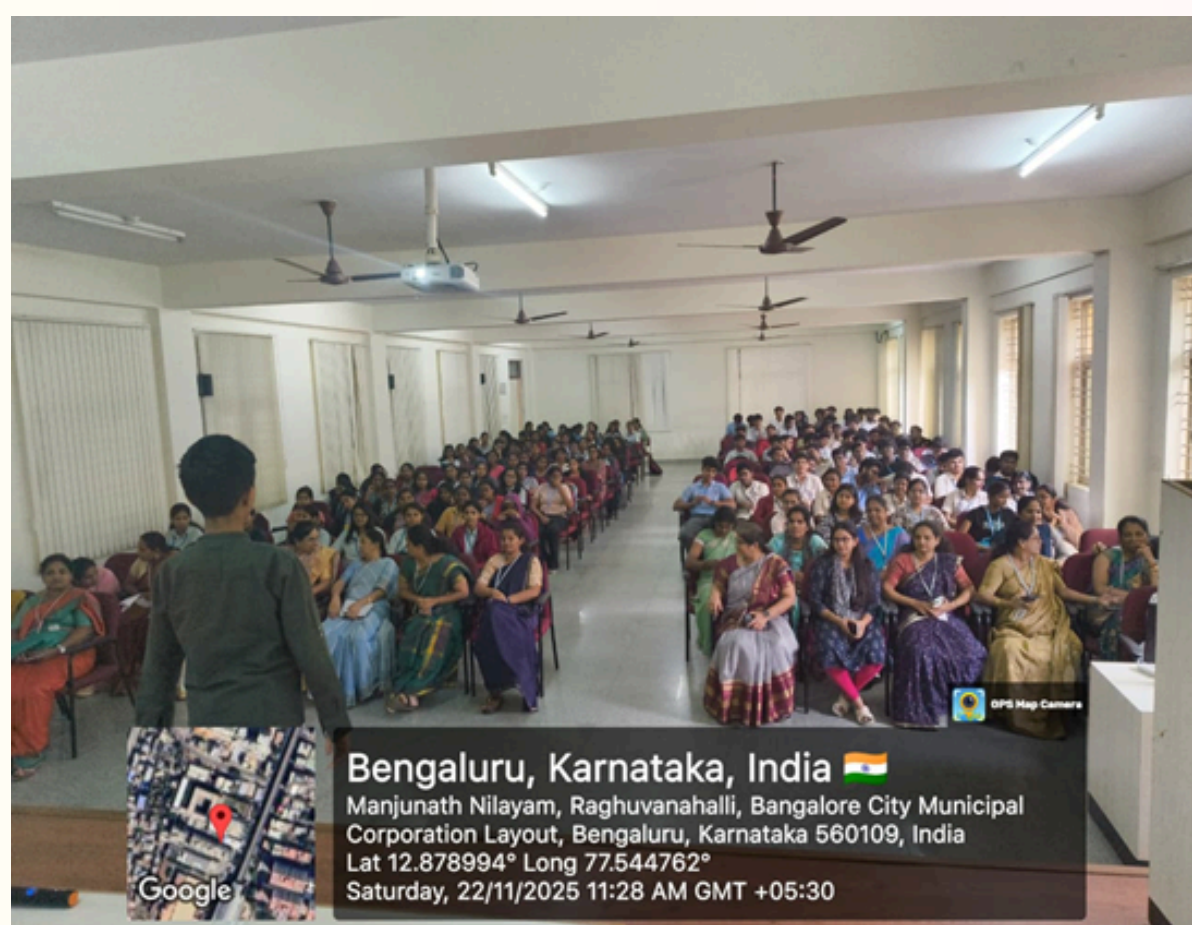 GPS Map Camera
Bengaluru, Karnataka, India 🇮🇳
Manjunath Nilayam, Raghuvanahalli, Bangalore City Municipal
Corporation Layout, Bengaluru, Karnataka 560109, India
Lat 12.878994° Long 77.544762°
Saturday, 22/11/2025 11:28 AM GMT +05:30
Google